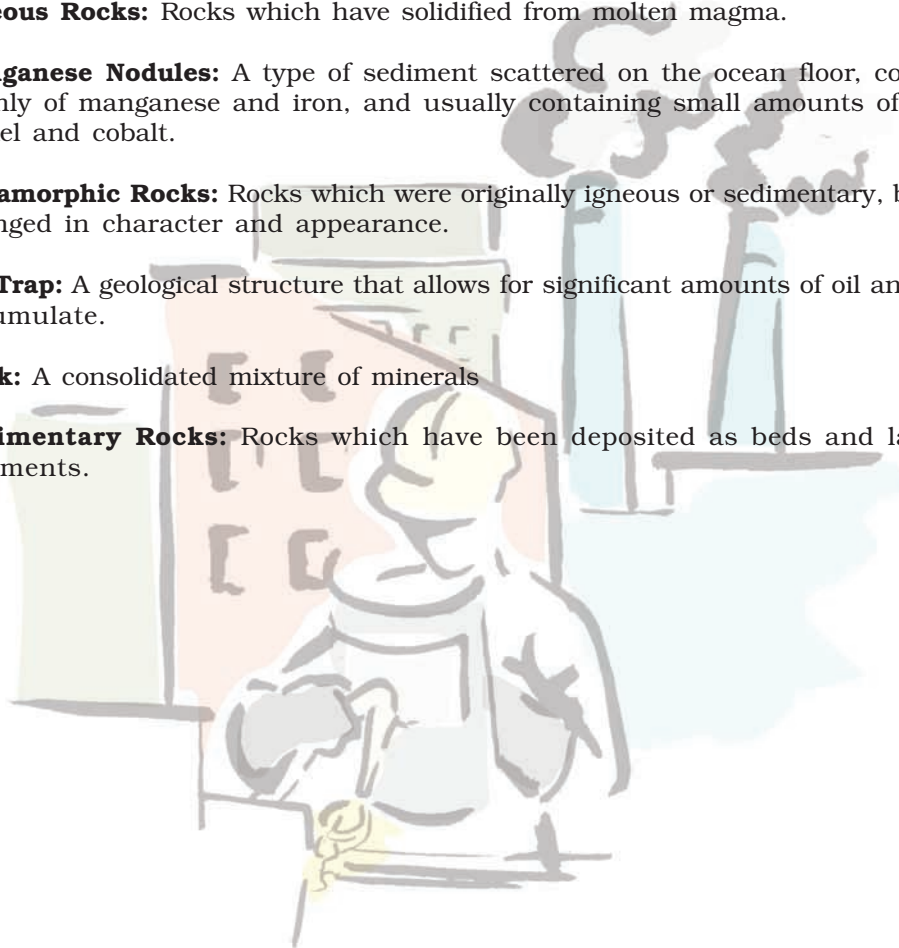 eous Rocks: Rocks which have solidified from molten magma.
ganese Nodules: A type of sediment scattered on the ocean floor, co
nly of manganese and iron, and usually containing small amounts of
el and cobalt.
amorphic Rocks: Rocks which were originally igneous or sedimentary, b
nged in character and appearance.
Trap: A geological structure that allows for significant amounts of oil an
umulate.
k: A consolidated mixture of minerals
imentary Rocks: Rocks which have been deposited as beds and la
ments.